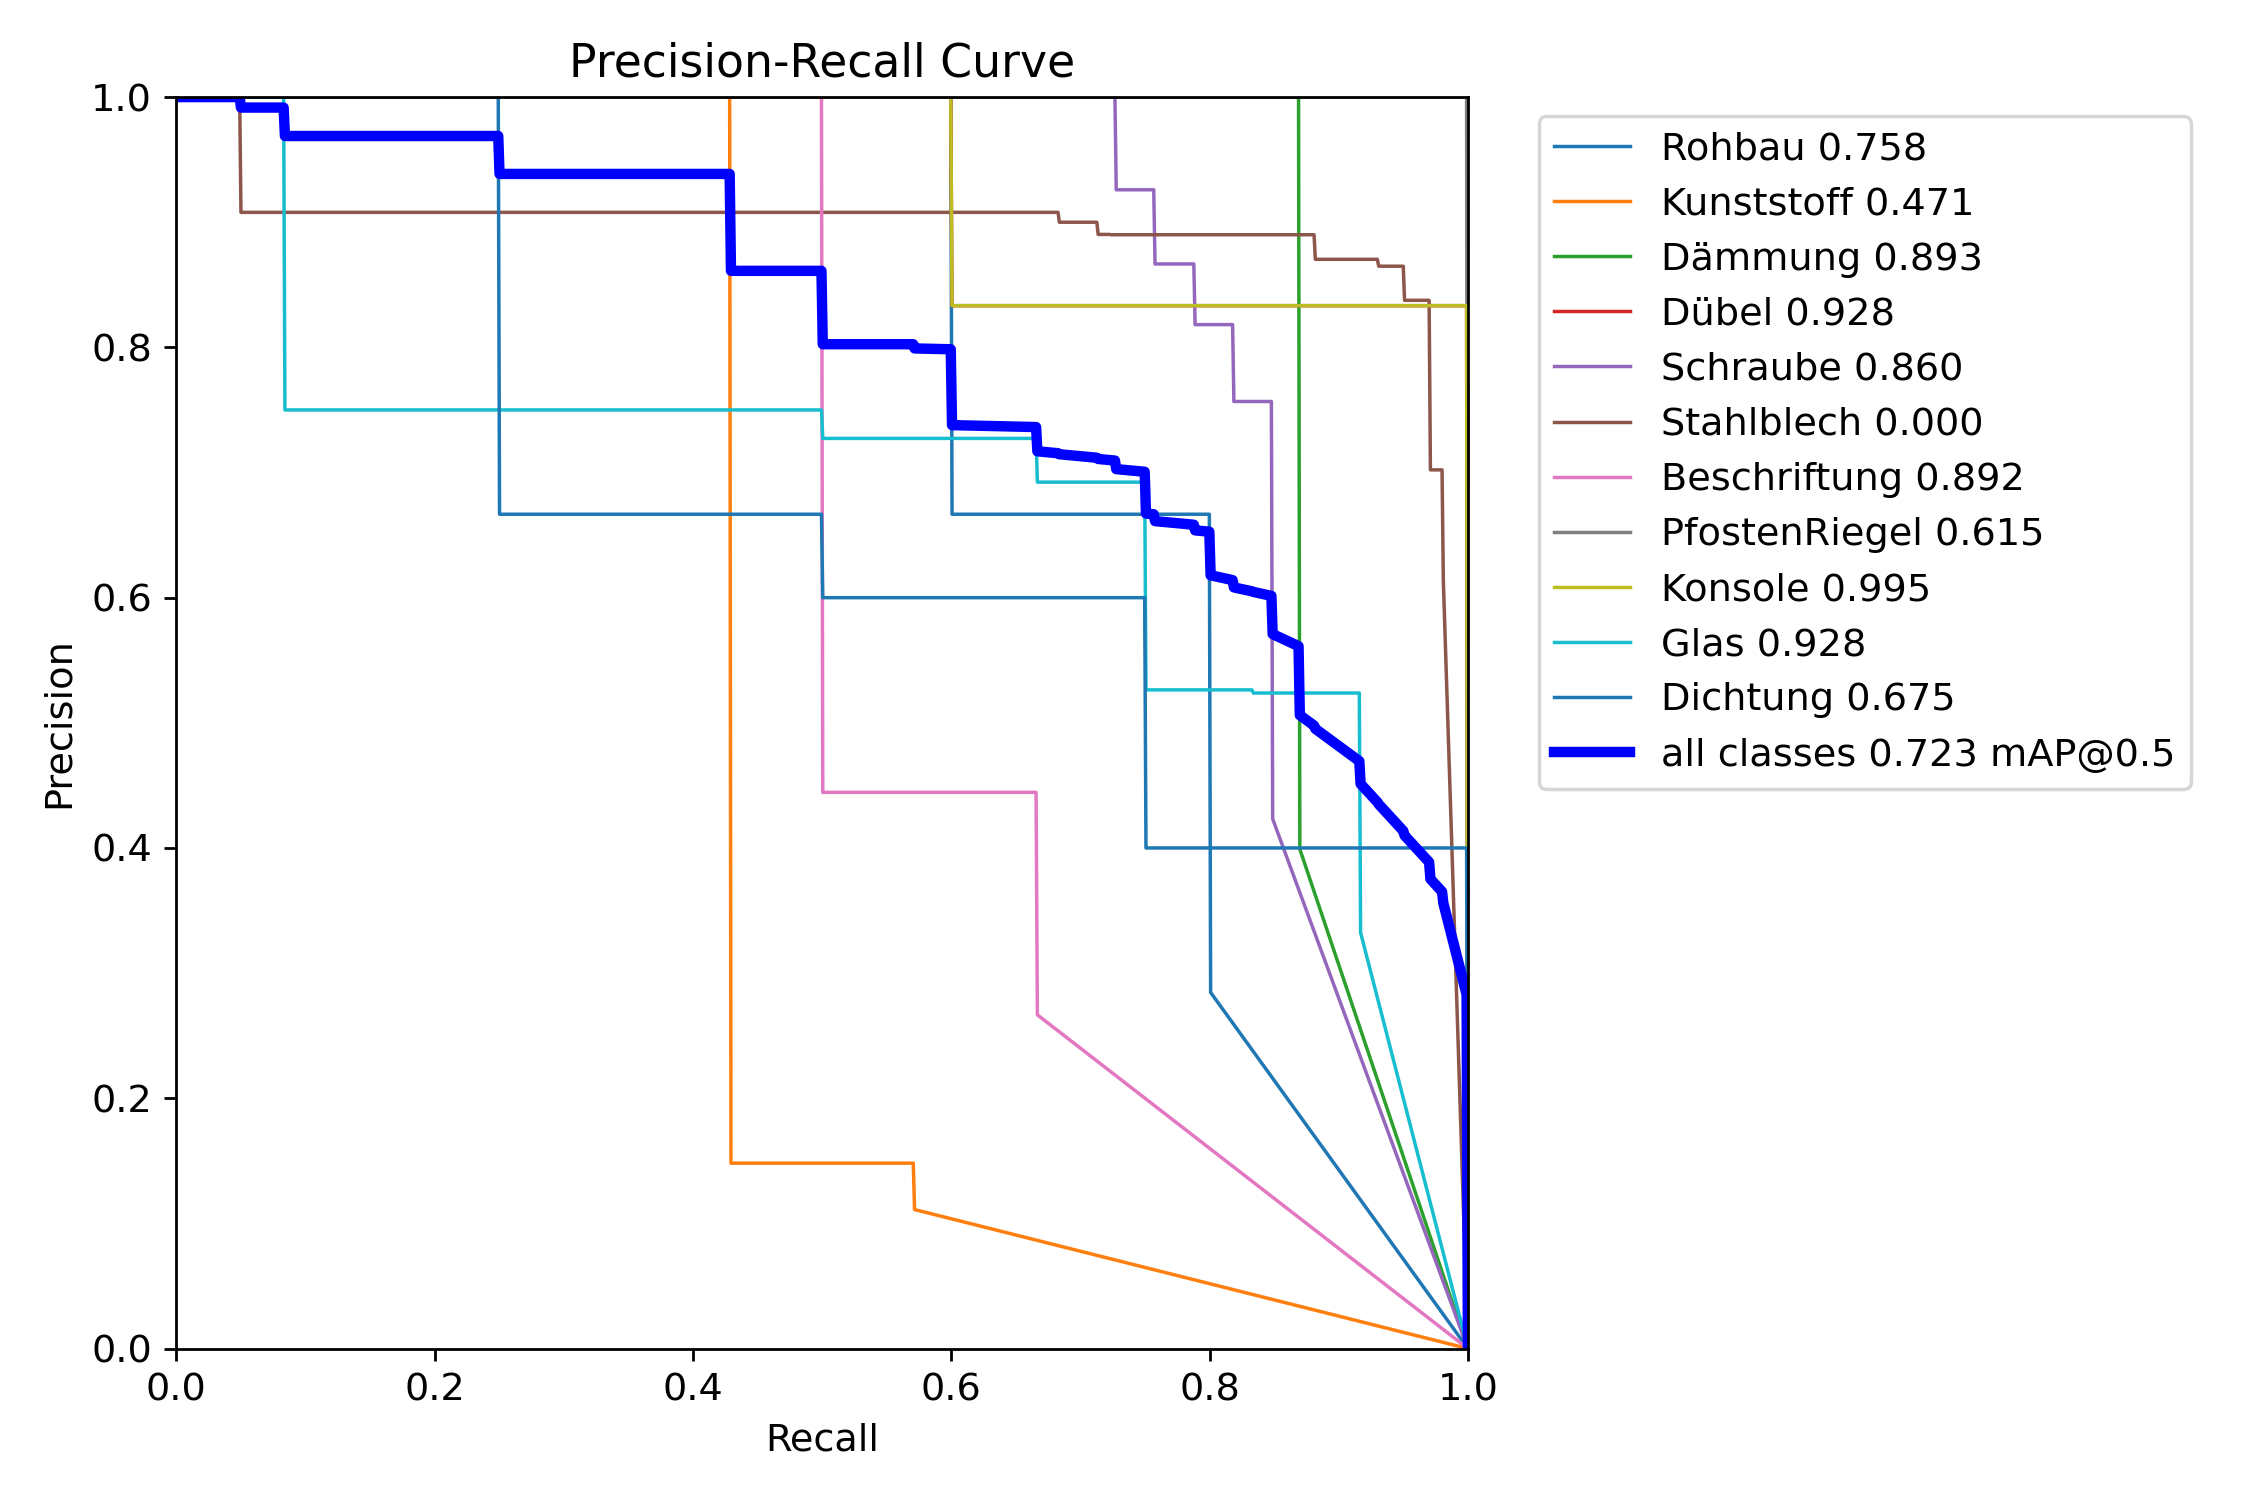 Precision-Recall Curve
1.0
0.8
0.6
0.4
0.2
0.0
Precision
0.0 0.2 0.4 0.6 0.8 1.0
Recall
Rohbau 0.758
Kunststoff 0.471
Dämmung 0.893
Dübel 0.928
Schraube 0.860
Stahlblech 0.000
Beschriftung 0.892
PfostenRiegel 0.615
Konsole 0.995
Glas 0.928
Dichtung 0.675
all classes 0.723 mAP@0.5